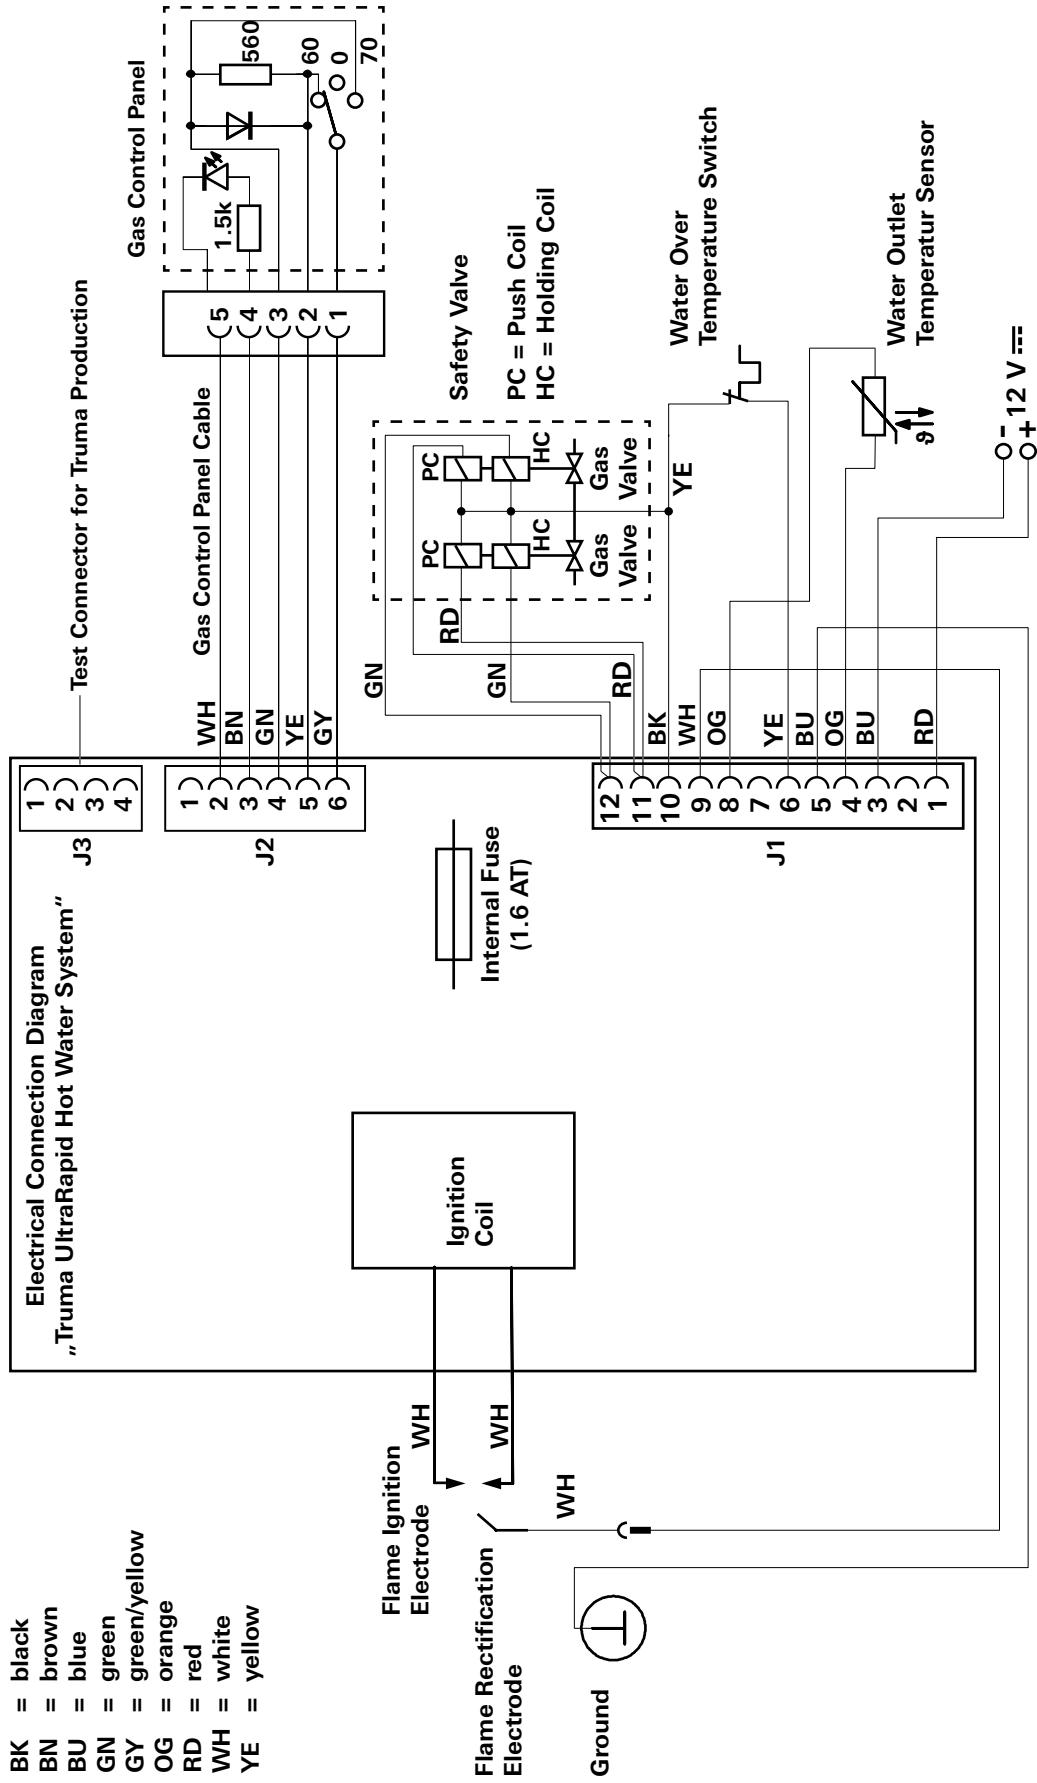 BK = black
BN = brown
BU = blue
GN = green
GY = green/yellow
OG = orange
RD = red
WH = white
YE = yellow
Electrical Connection Diagram
„Truma UltraRapid Hot Water System“
J3
1
2
3
4
Test Connector for Truma Production
J2
1
2
3
4
5
6
WH
BN
GN
YE
GY
Gas Control Panel Cable
5
4
3
2
1
Gas Control Panel
1.5k
560
60
0
70
Internal Fuse
(1.6 AT)
Ignition
Coil
WH
WH
Flame Ignition
Electrode
Flame Rectification
Electrode
WH
Ground
J1
12
11
10
9
8
7
6
5
4
3
2
1
GN
RD
GN
RD
BK
WH
OG
YE
BU
OG
BU
RD
PC
PC
HC
HC
Gas
Valve
Gas
Valve
Safety Valve
PC = Push Coil
HC = Holding Coil
YE
Water Over
Temperature Switch
Water Outlet
Temperatur Sensor
ϑ
-
+
12 V